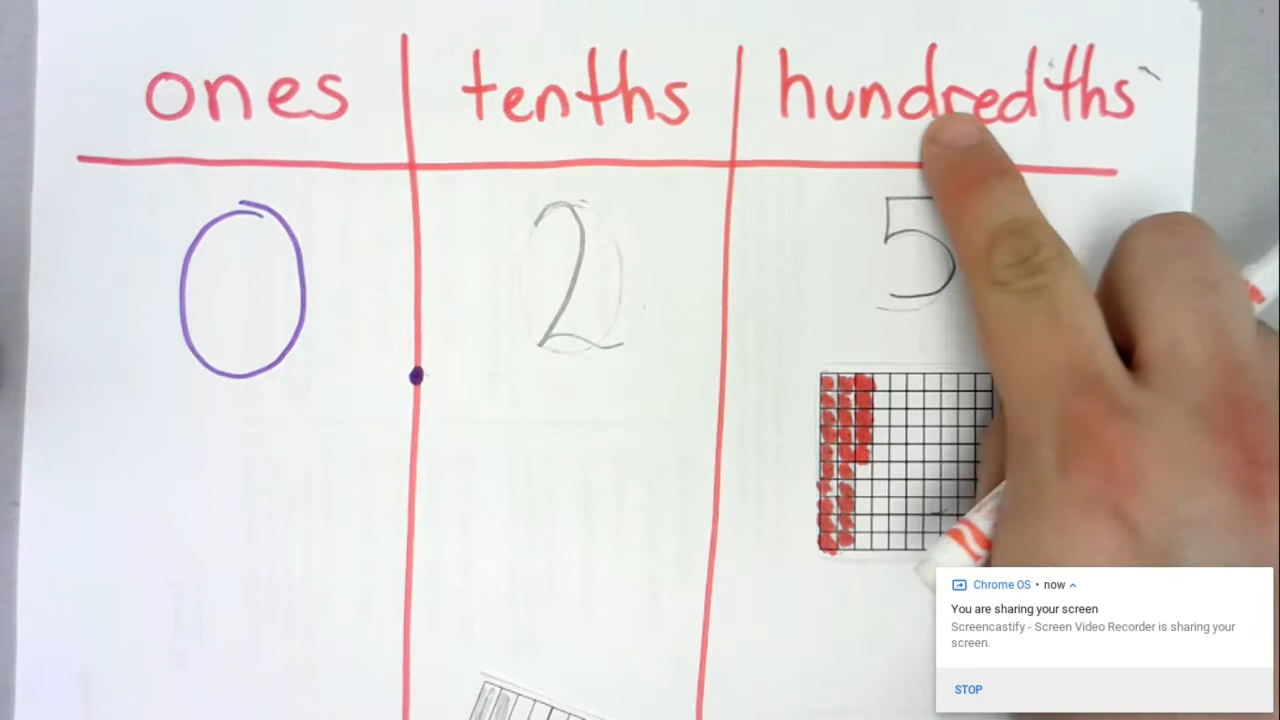 ones tenths hundredths
0 . 2 5
Chrome OS • now
You are sharing your screen
Screencastify - Screen Video Recorder is sharing your
screen.
STOP